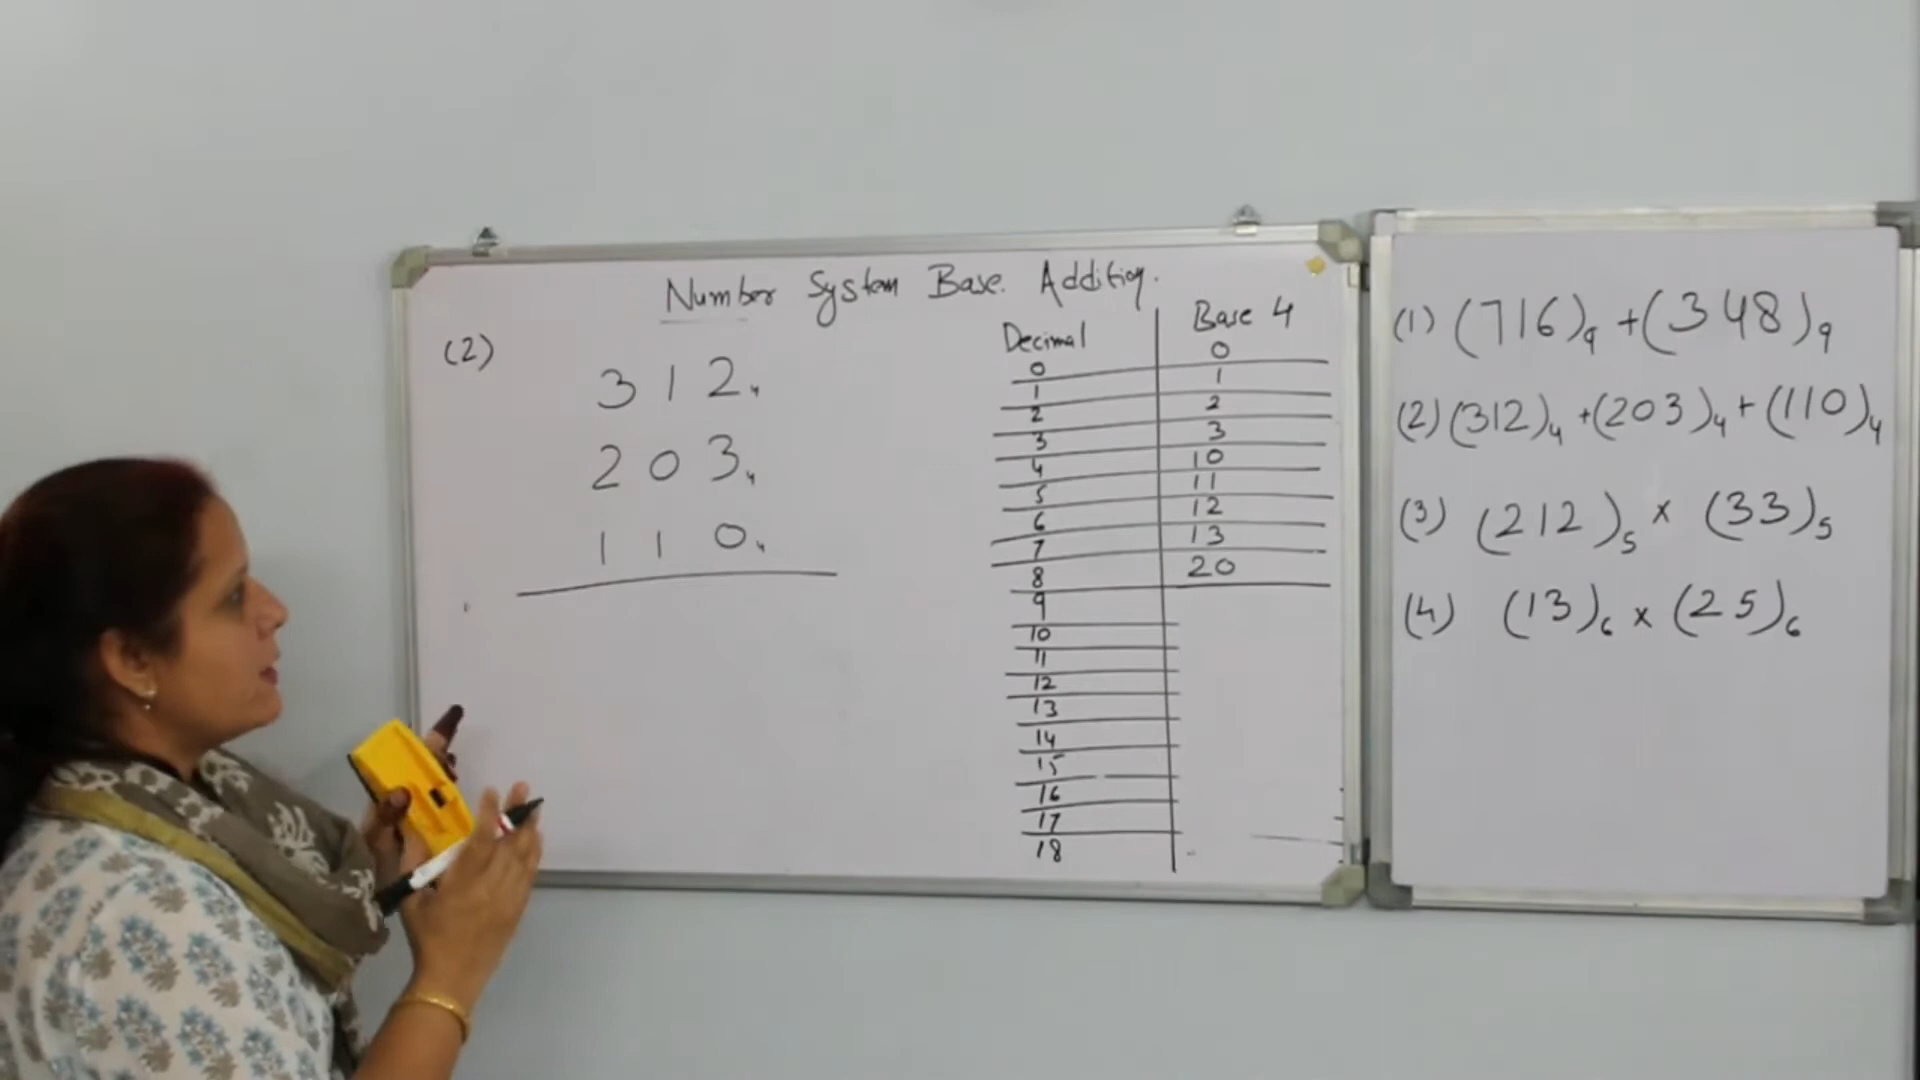 Number System Base. Addition.
(2)
3 1 2₄
2 0 3₄
1 1 0₄
Decimal
0
1
2
3
4
5
6
7
8
9
10
11
12
13
14
15
16
17
18
Base 4
0
1
2
3
10
11
12
13
20
(1) (716)₉ + (348)₉
(2) (312)₄ + (203)₄ + (110)₄
(3) (212)₅ × (33)₅
(4) (13)₆ × (25)₆